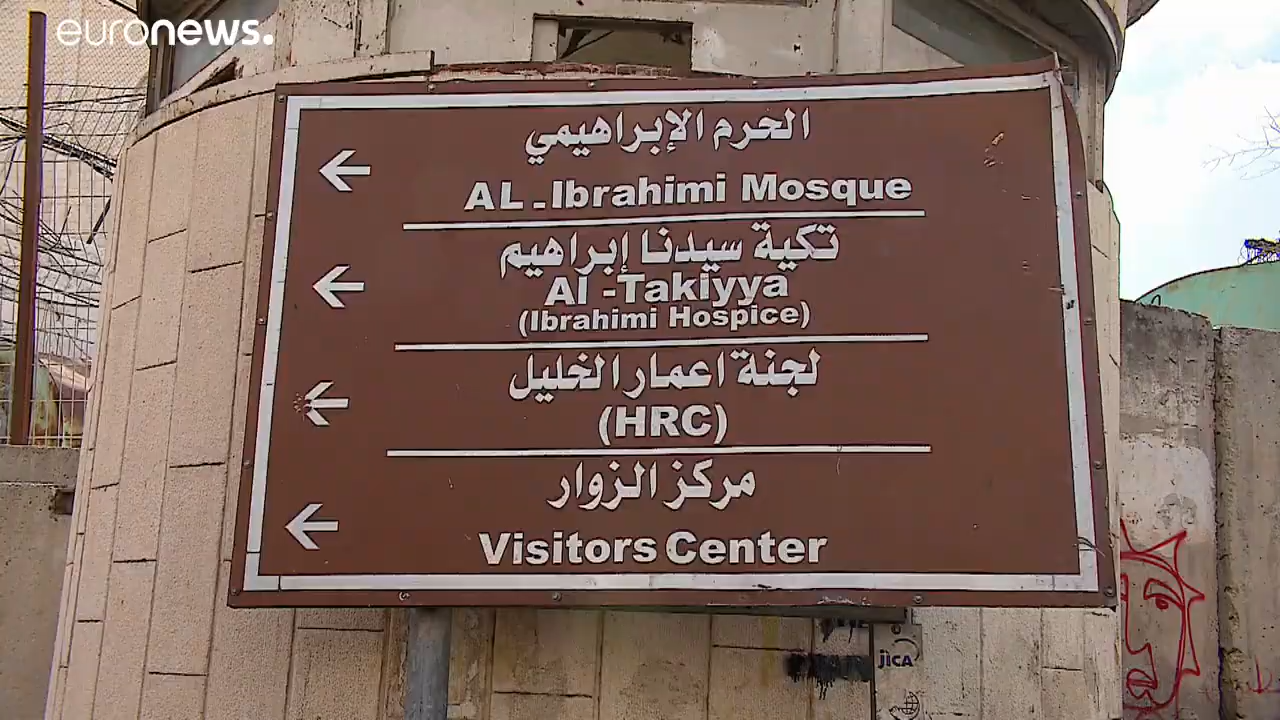 euronews.
الحرم الإبراهيمي
AL-Ibrahimi Mosque
تكية سيدنا إبراهيم
Al-Takiyya
(Ibrahimi Hospice)
لجنة اعمار الخليل
(HRC)
مركز الزوار
Visitors Center
jICA